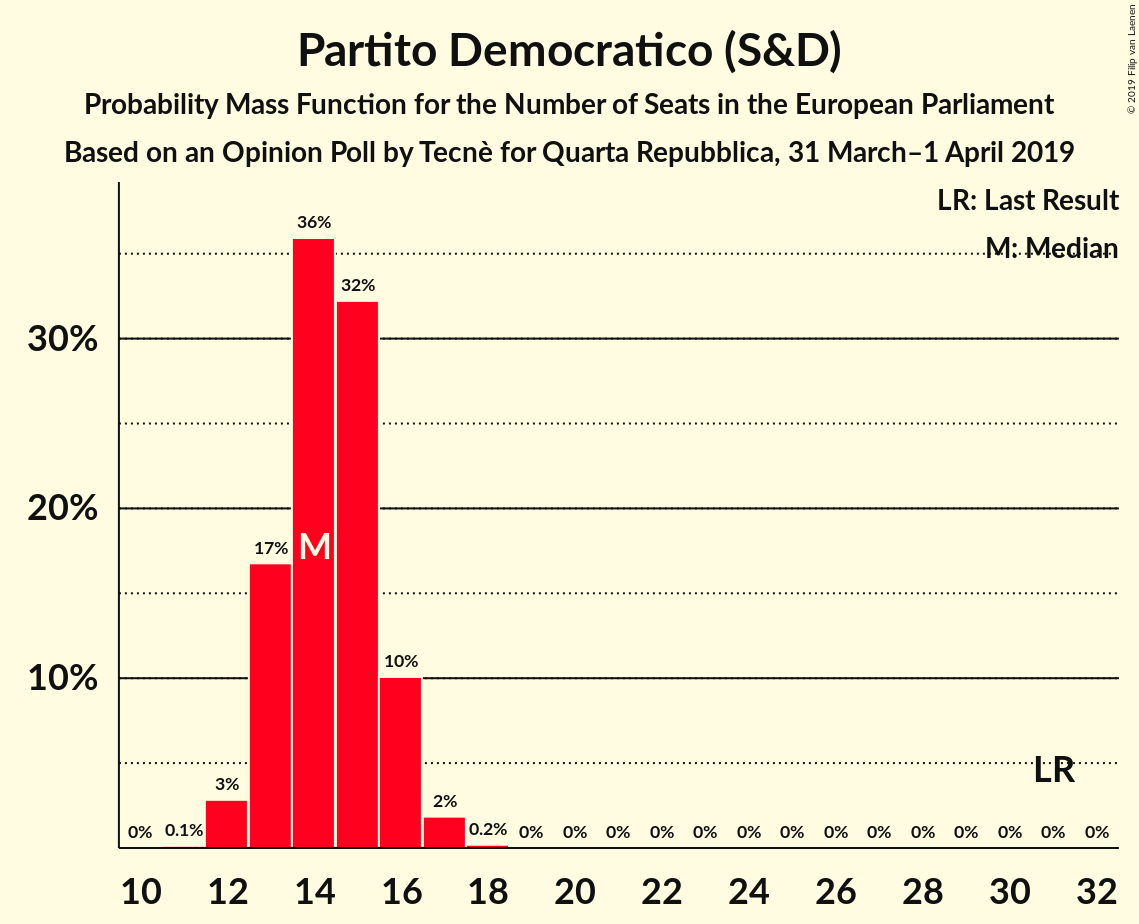 Partito Democratico (S&D)
Probability Mass Function for the Number of Seats in the European Parliament
Based on an Opinion Poll by Tecnè for Quarta Repubblica, 31 March–1 April 2019
© 2019 Filip van Laenen
LR: Last Result
M: Median
36%
32%
30%
20%
17%
M
10%
10%
LR
3%
2%
0% 0.1% 0.2% 0% 0% 0% 0% 0% 0% 0% 0% 0% 0% 0% 0% 0% 0%
10 12 14 16 18 20 22 24 26 28 30 32